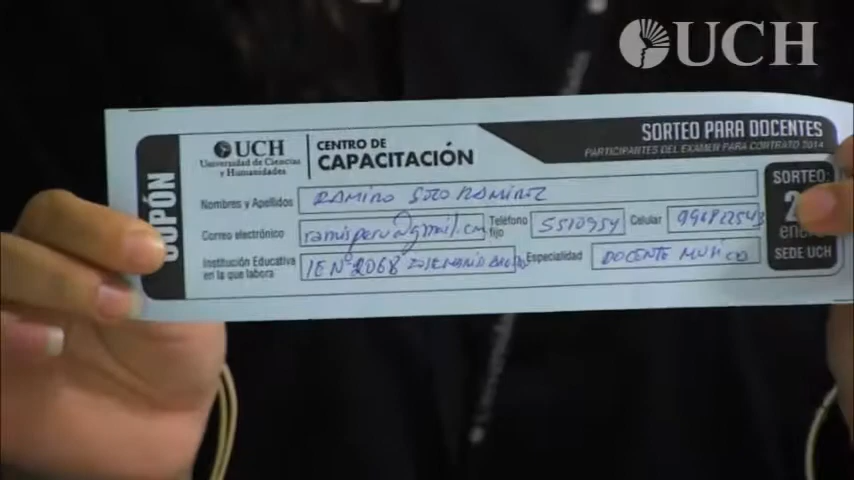 UCH
UCH
Universidad de Ciencias
y Humanidades
CENTRO DE
CAPACITACIÓN
SORTEO PARA DOCENTES
PARTICIPANTES DEL EXAMEN PARA CONTRATO 2014
CUPÓN
Nombres y Apellidos RAMIRO SOTO RAMIREZ
Correo electrónico Teléfono fijo 5510954 Celular
Institución Educativa en la que labora IE Nº 2068 Especialidad DOCENTE MUSICO
SORTEO:
SEDE UCH